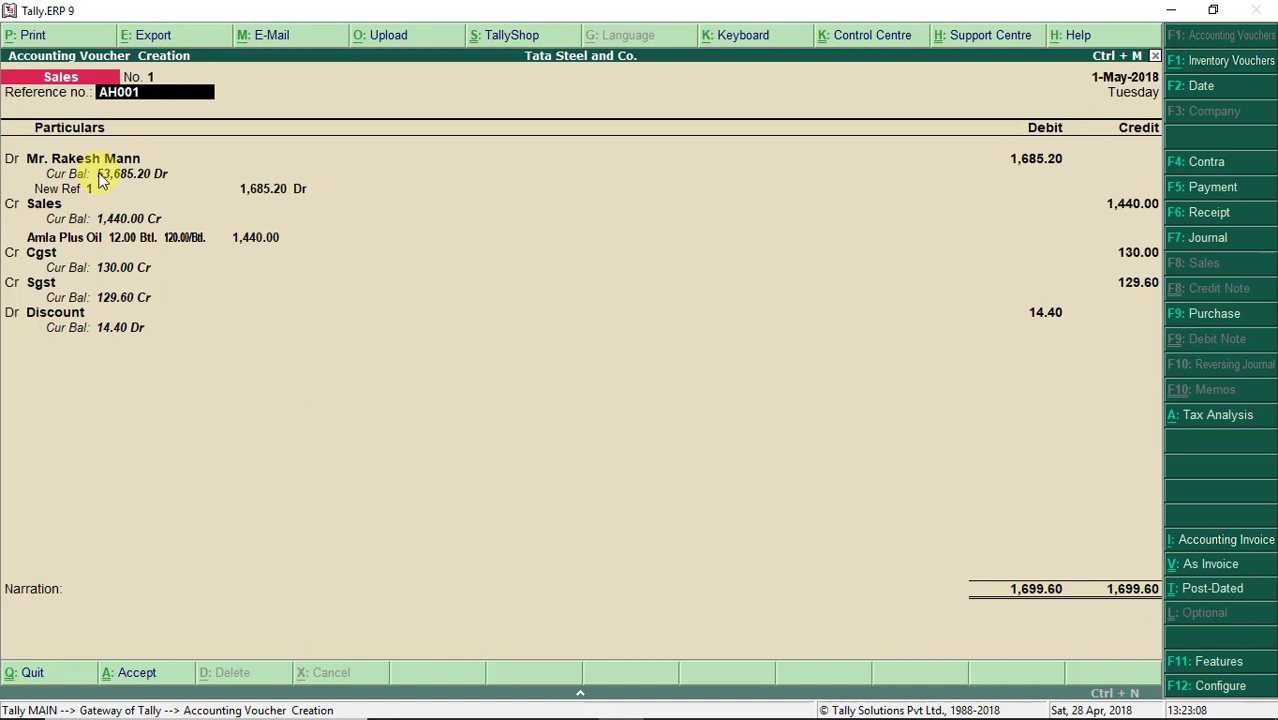 Tally.ERP 9
P: Print
E: Export
M: E-Mail
O: Upload
S: TallyShop
G: Language
K: Keyboard
K: Control Centre
H: Support Centre
H: Help
Accounting Voucher Creation
Tata Steel and Co.
Ctrl + M
Sales No. 1
1-May-2018
Reference no.: AH001
Tuesday
Particulars Debit Credit
Dr Mr. Rakesh Mann 1,685.20
Cur Bal: 53,685.20 Dr
New Ref 1 1,685.20 Dr
Cr Sales 1,440.00
Cur Bal: 1,440.00 Cr
Amla Plus Oil 12.00 Btl. 120.00/Btl. 1,440.00
Cr Cgst 130.00
Cur Bal: 130.00 Cr
Cr Sgst 129.60
Cur Bal: 129.60 Cr
Dr Discount 14.40
Cur Bal: 14.40 Dr
Narration: 1,699.60 1,699.60
F1: Accounting Vouchers
F1: Inventory Vouchers
F2: Date
F3: Company
F4: Contra
F5: Payment
F6: Receipt
F7: Journal
F8: Sales
F8: Credit Note
F9: Purchase
F9: Debit Note
F10: Reversing Journal
F10: Memos
A: Tax Analysis
I: Accounting Invoice
V: As Invoice
T: Post-Dated
L: Optional
F11: Features
F12: Configure
Q: Quit
A: Accept
D: Delete
X: Cancel
Ctrl + N
Tally MAIN --> Gateway of Tally --> Accounting Voucher Creation
© Tally Solutions Pvt Ltd., 1988-2018
Sat, 28 Apr, 2018
13:23:08